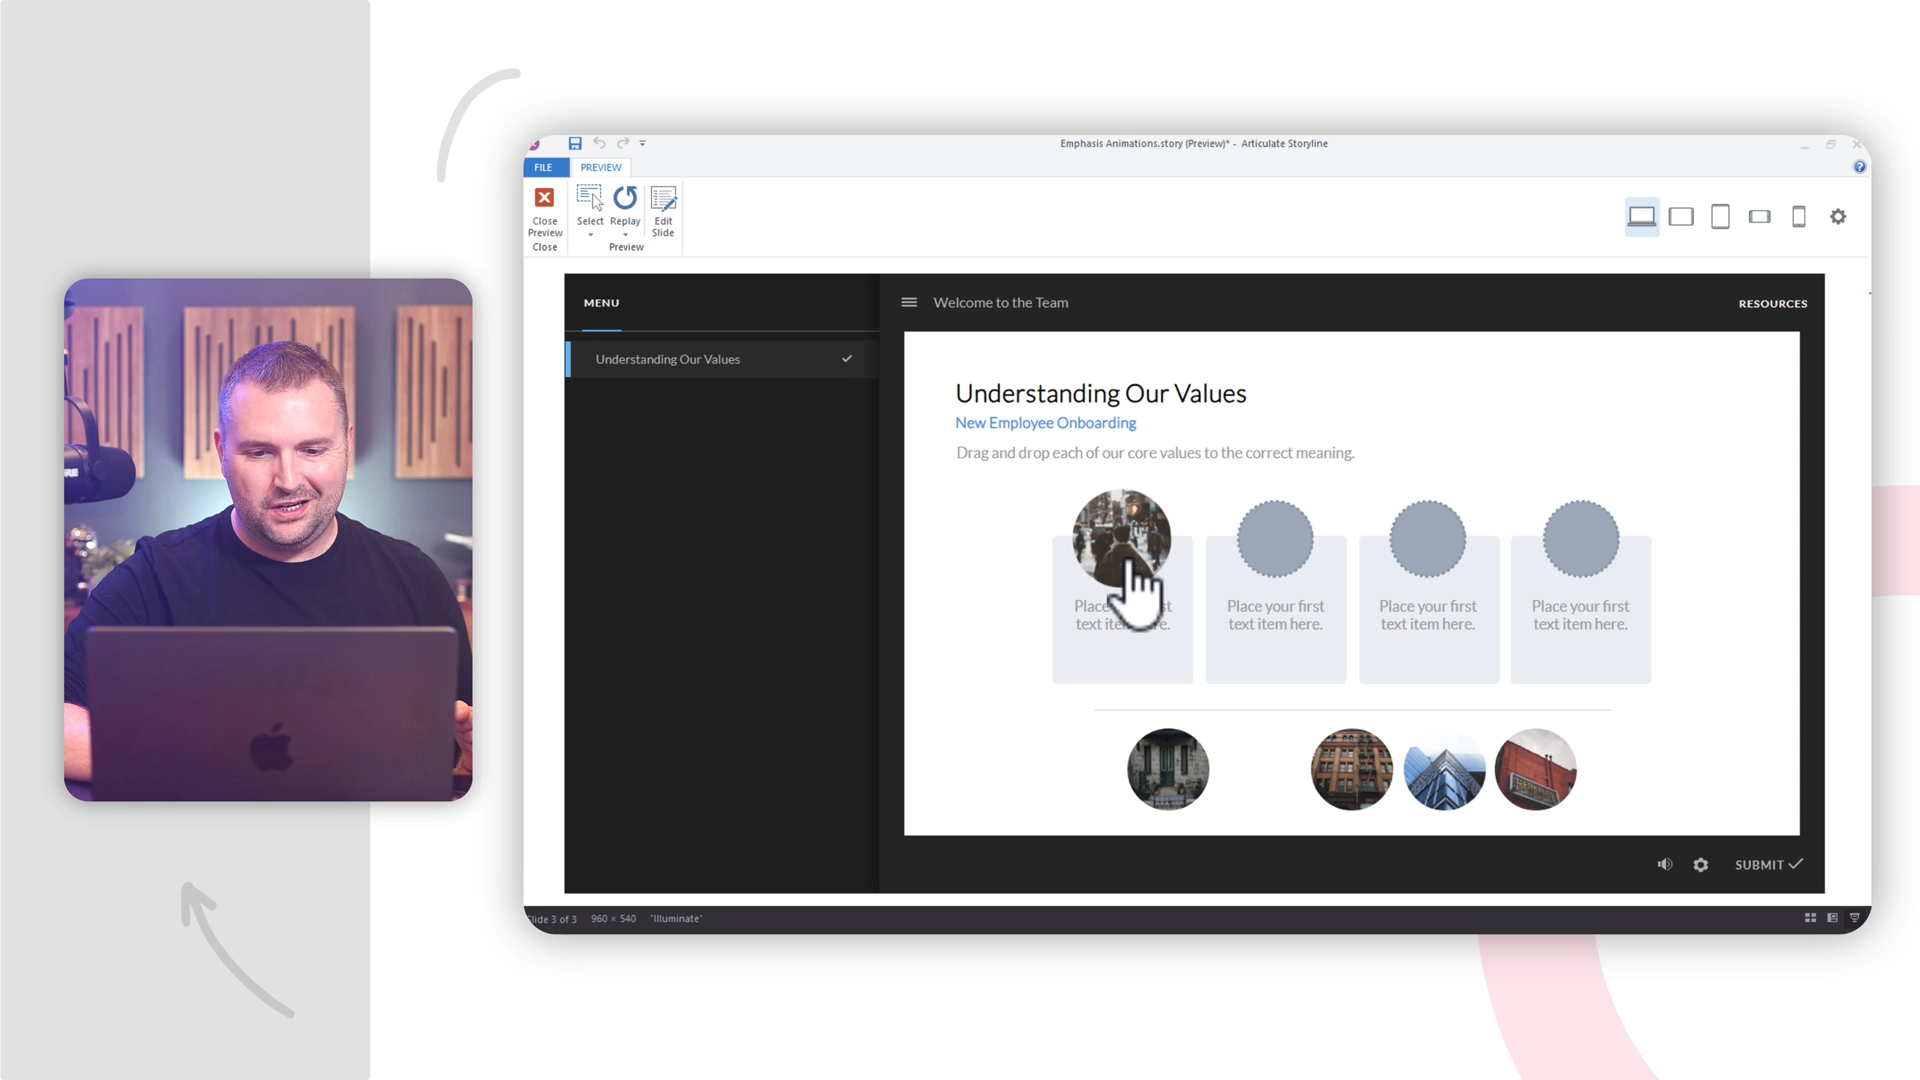 Emphasis Animations.story (Preview)* - Articulate Storyline
FILE
PREVIEW
Close
Preview
Select
Replay
Edit
Slide
Close
Preview
MENU
Understanding Our Values
Welcome to the Team
RESOURCES
Understanding Our Values
New Employee Onboarding
Drag and drop each of our core values to the correct meaning.
Place your first
text item here.
Place your first
text item here.
Place your first
text item here.
SUBMIT
Slide 3 of 3
960 × 540
"Illuminate"